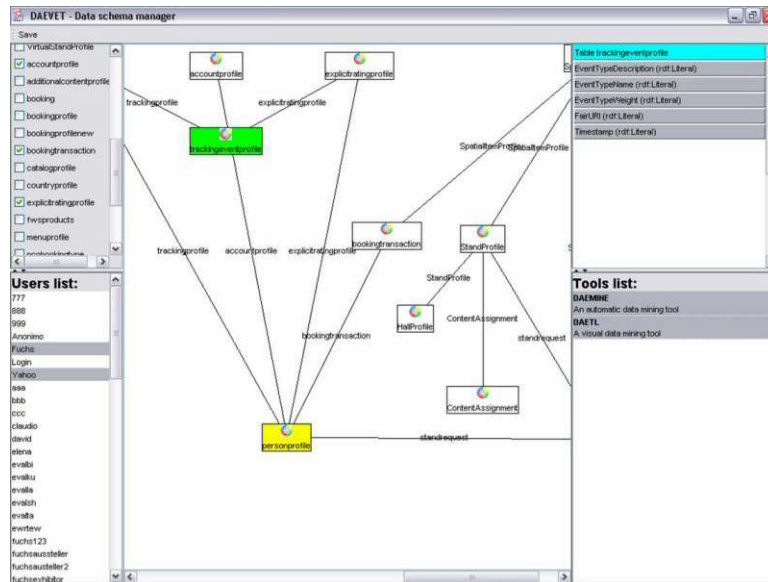 DAEVET - Data schema manager
Save
VirtualStandProfile
accountprofile
additionalcontentprofile
booking
bookingprofile
bookingprofilenew
bookingtransaction
catalogprofile
countryprofile
explicitratingprofile
fwsproducts
menuprofile
Users list:
777
888
999
Anonimo
Fuchs
Login
Yahoo
aaa
bbb
ccc
claudio
david
elena
evalbi
evalku
evalla
evalsh
evalta
ewrtew
fuchs123
fuchsaussteller
fuchsausteller2
fuchsexhibitor
accountprofile
explicitratingprofile
trackingprofile
explicitratingprofile
trackingeventprofile
SpatialItemProfile
SpatialItemProfile
bookingtransaction
StandProfile
trackingprofile
accountprofile
explicitratingprofile
StandProfile
HallProfile
ContentAssignment
bookingtransaction
standrequest
ContentAssignment
personprofile
standrequest
Table trackingeventprofile
EventTypeDescription (rdf:Literal)
EventTypeName (rdf:Literal)
EventTypeWeight (rdf:Literal)
FairURI (rdf:Literal)
Timestamp (rdf:Literal)
Tools list:
DAEMINE
An automatic data mining tool
DAETL
A visual data mining tool